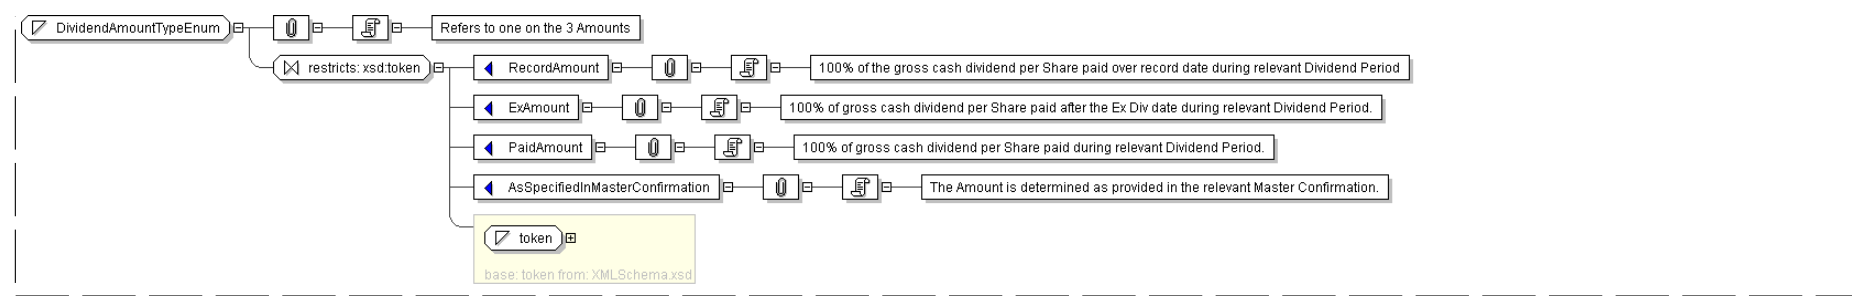 DividendAmountTypeEnum
Refers to one on the 3 Amounts
restricts: xsd:token
RecordAmount
100% of the gross cash dividend per Share paid over record date during relevant Dividend Period
ExAmount
100% of gross cash dividend per Share paid after the Ex Div date during relevant Dividend Period.
PaidAmount
100% of gross cash dividend per Share paid during relevant Dividend Period.
AsSpecifiedInMasterConfirmation
The Amount is determined as provided in the relevant Master Confirmation.
token
base: token from: XMLSchema.xsd